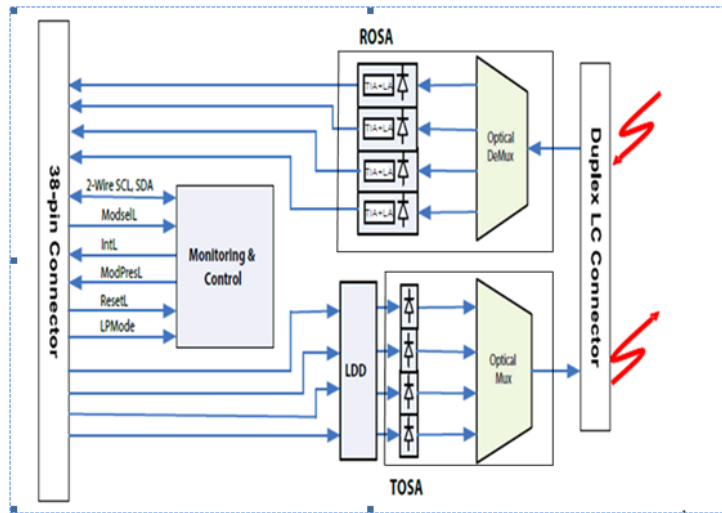 ROSA
TIA+LA
TIA+LA
TIA+LA
TIA+LA
Optical
DeMux
Duplex LC Connector
38-pin Connector
2-Wire SCL, SDA
ModselL
IntL
ModPresL
ResetL
LPMode
Monitoring &
Control
LDD
Optical
Mux
TOSA